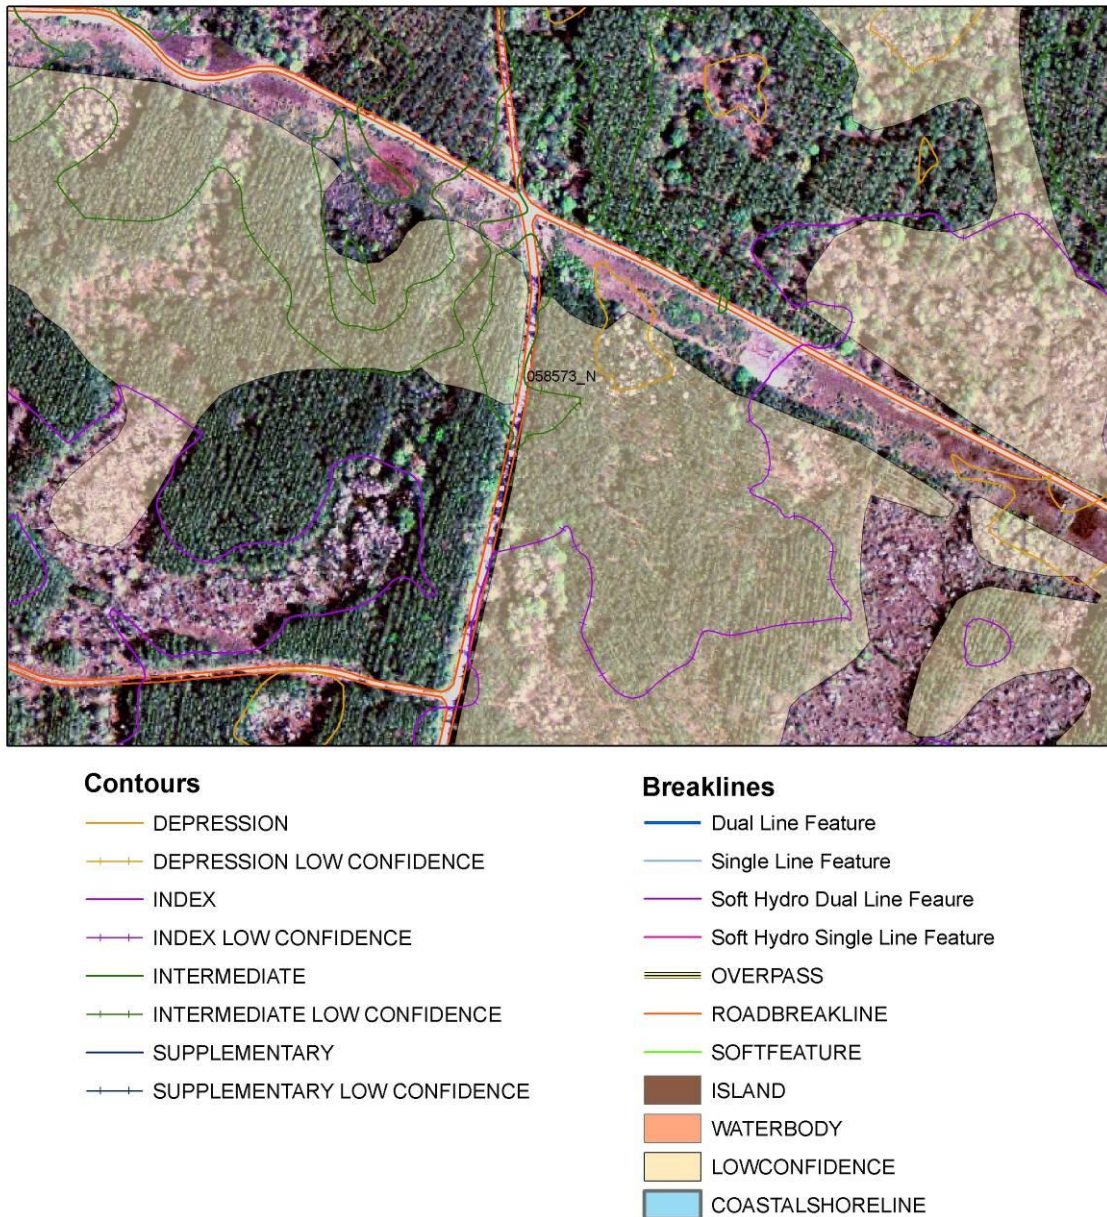 058573_N
Contours
DEPRESSION
DEPRESSION LOW CONFIDENCE
INDEX
INDEX LOW CONFIDENCE
INTERMEDIATE
INTERMEDIATE LOW CONFIDENCE
SUPPLEMENTARY
SUPPLEMENTARY LOW CONFIDENCE
Breaklines
Dual Line Feature
Single Line Feature
Soft Hydro Dual Line Feaure
Soft Hydro Single Line Feature
OVERPASS
ROADBREAKLINE
SOFTFEATURE
ISLAND
WATERBODY
LOWCONFIDENCE
COASTALSHORELINE